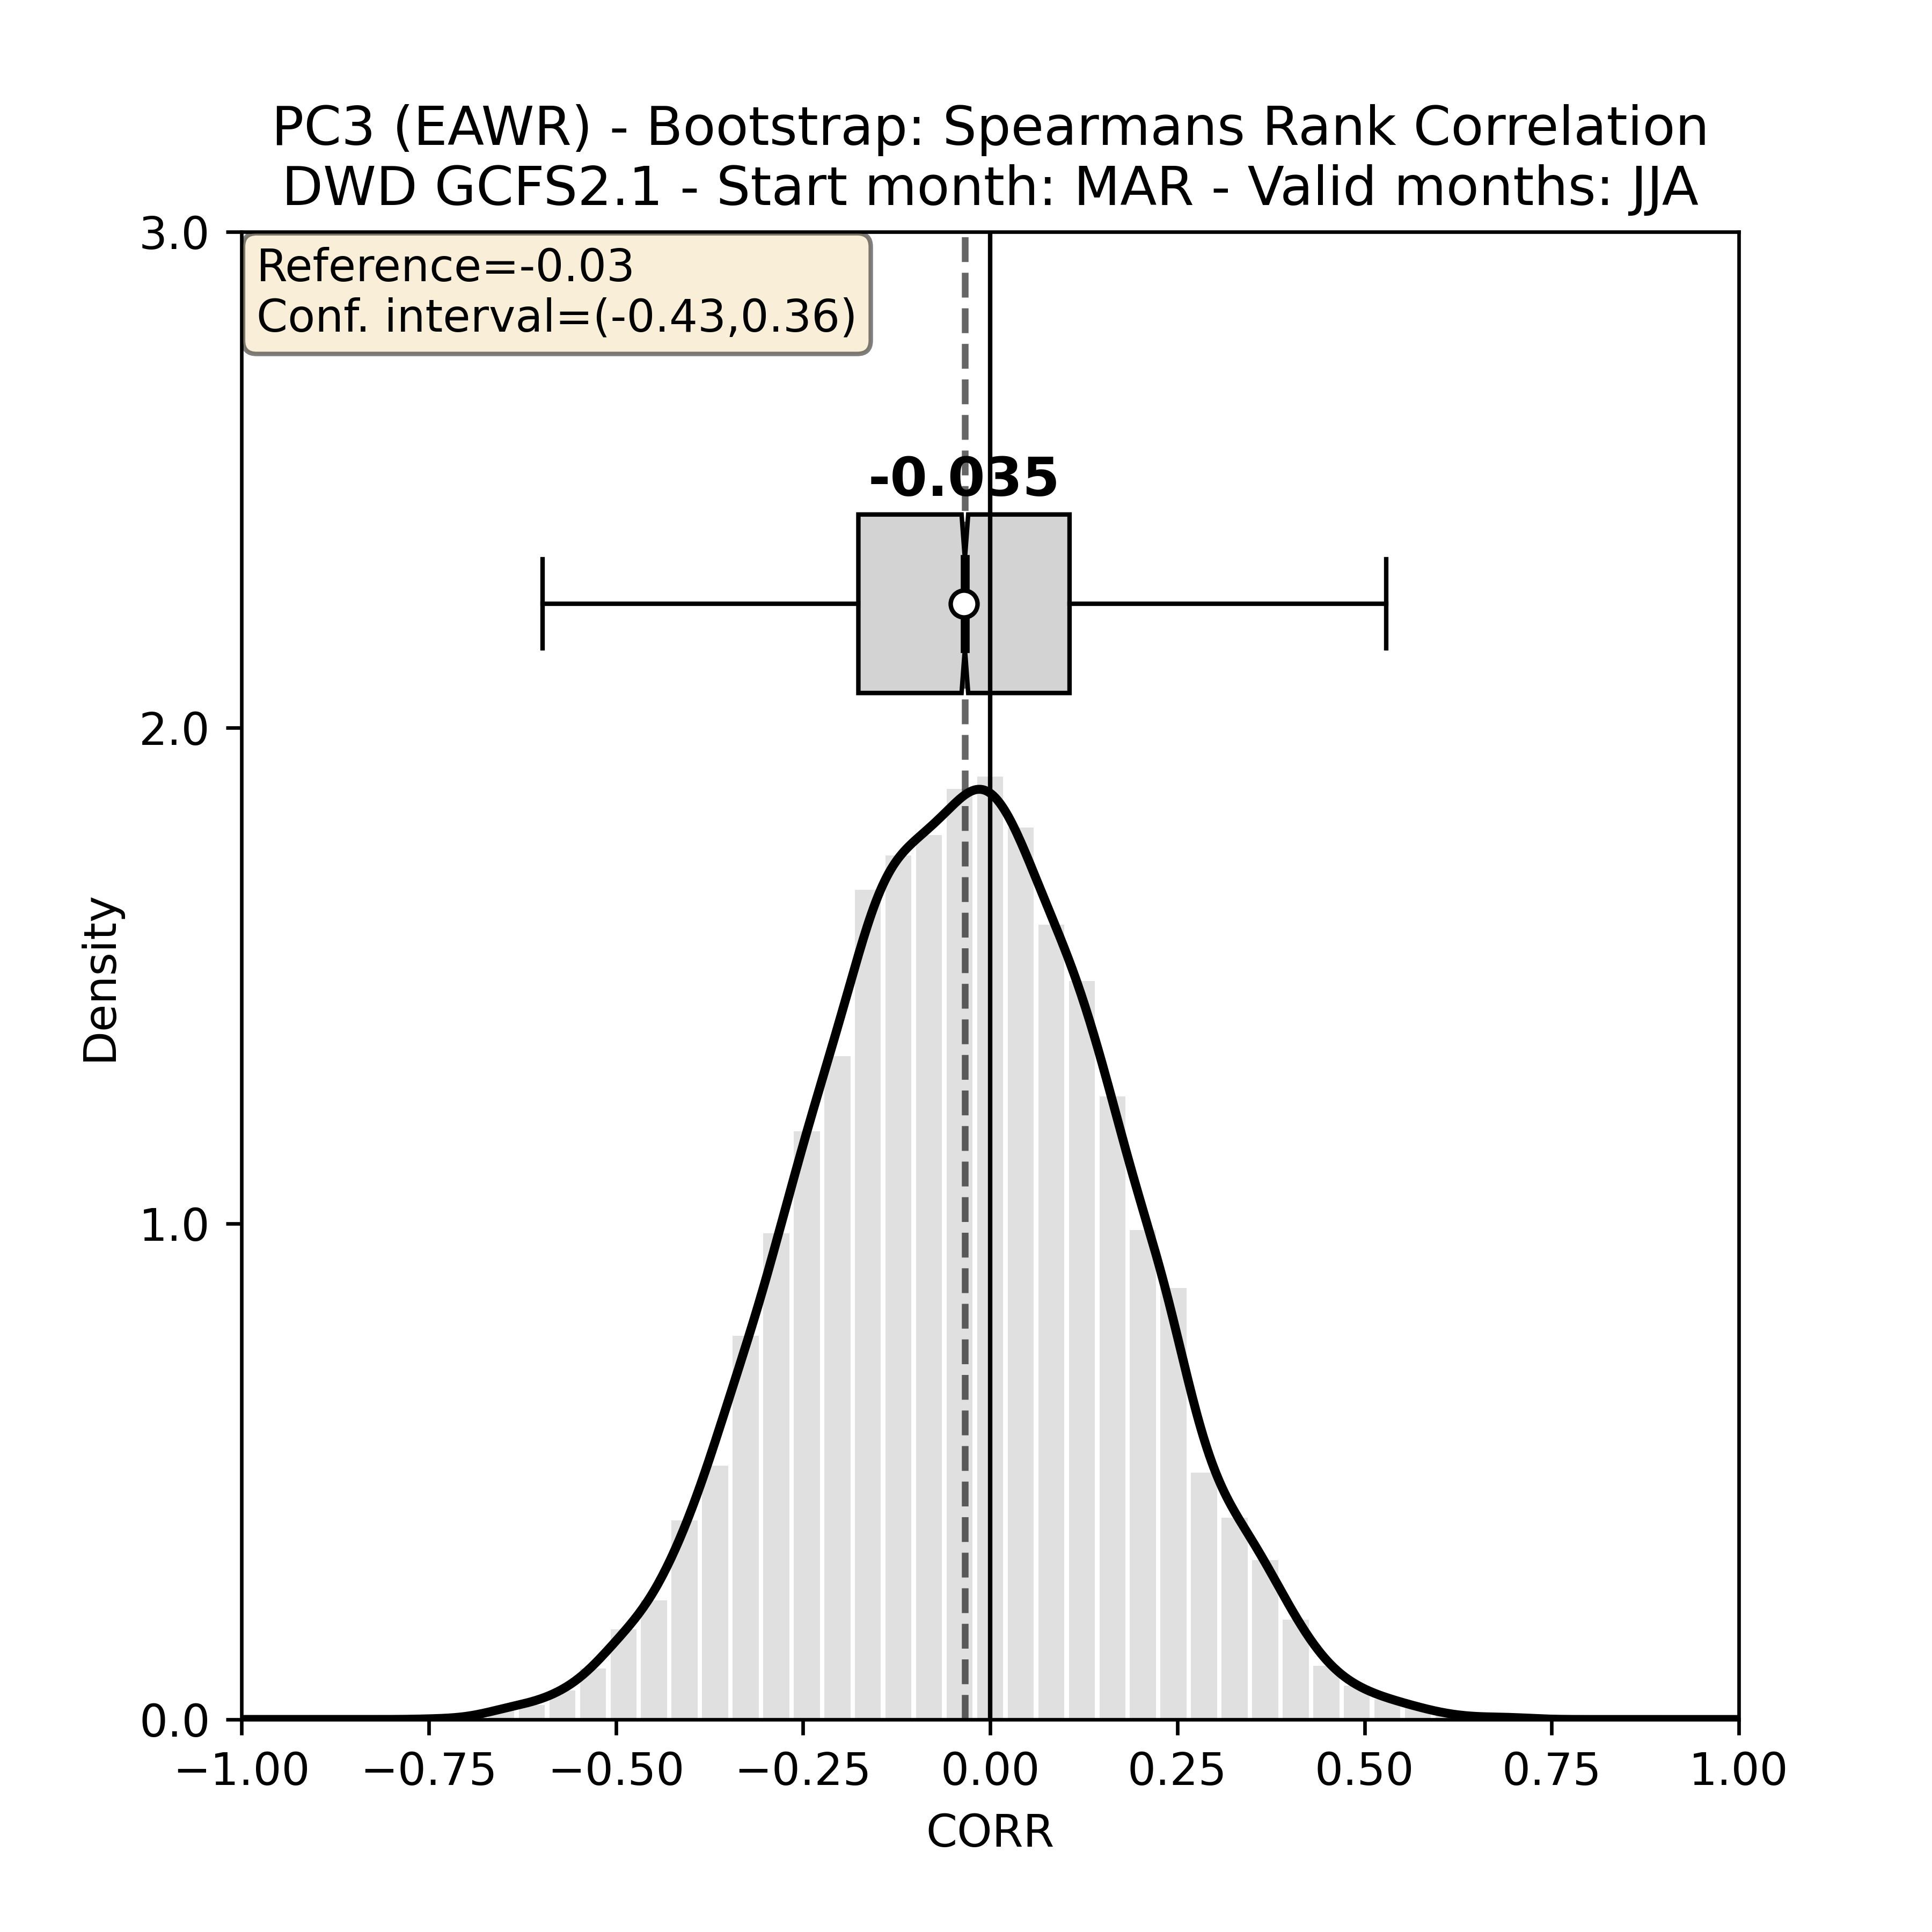 PC3 (EAWR) - Bootstrap: Spearmans Rank Correlation
DWD GCFS2.1 - Start month: MAR - Valid months: JJA
3.0
Reference=-0.03
Conf. interval=(-0.43,0.36)
-0.035
2.0
Density
1.0
0.0
−1.00 −0.75 −0.50 −0.25 0.00 0.25 0.50 0.75 1.00
CORR